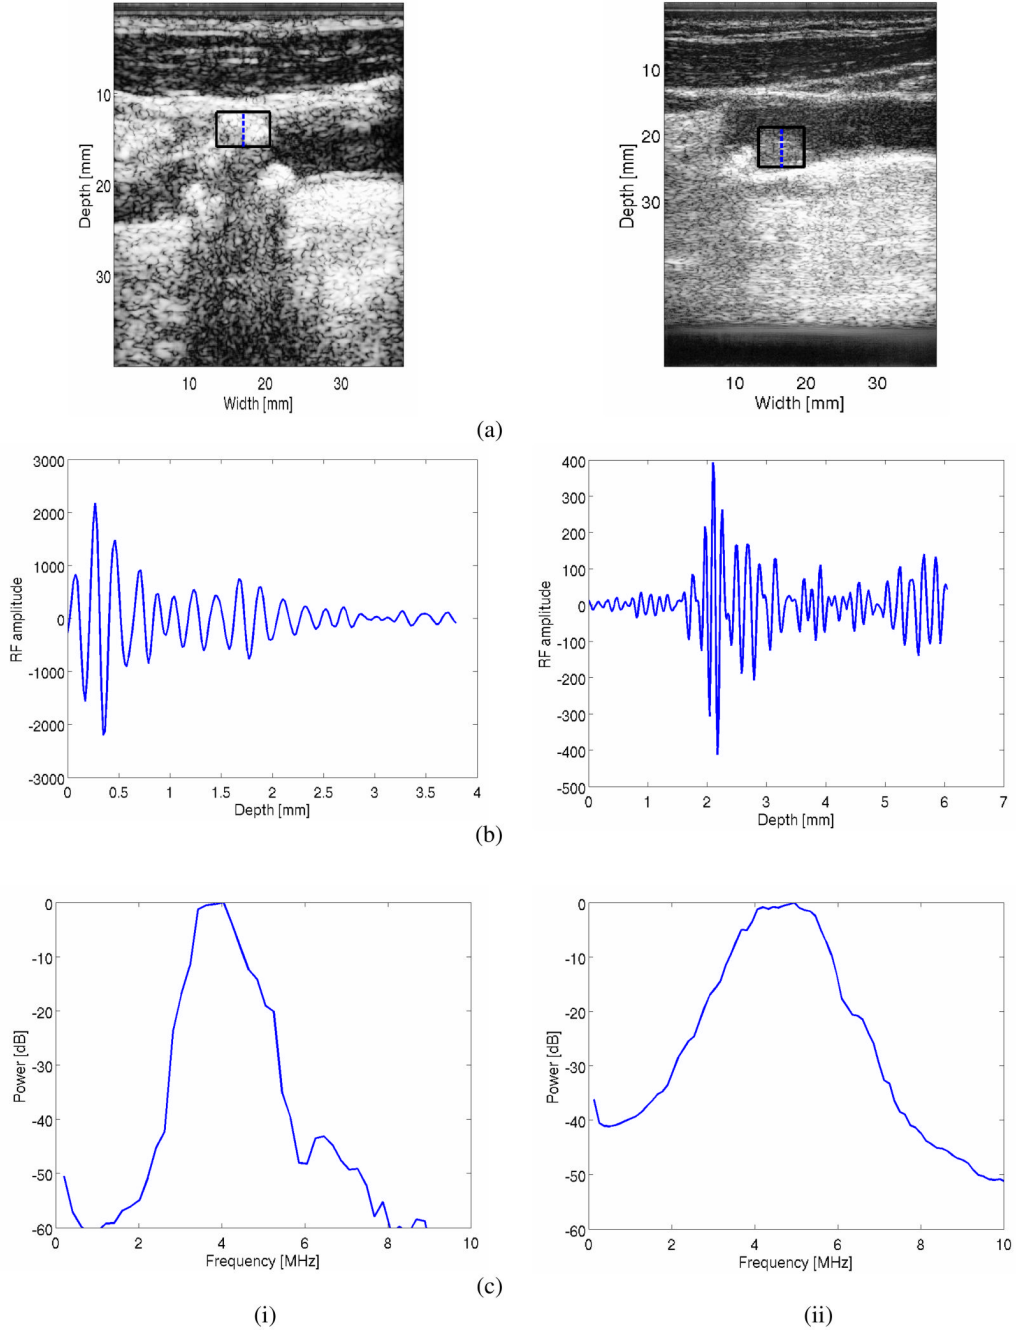 10
20
30
Depth [mm]
10 20 30
Width [mm]
10
20
30
Depth [mm]
10 20 30
Width [mm]
(a)
3000
2000
1000
0
-1000
-2000
-3000
RF amplitude
0 0.5 1 1.5 2 2.5 3 3.5 4
Depth [mm]
400
300
200
100
0
-100
-200
-300
-400
-500
RF amplitude
0 1 2 3 4 5 6 7
Depth [mm]
(b)
0
-10
-20
-30
-40
-50
-60
Power [dB]
0 2 4 6 8 10
Frequency [MHz]
0
-10
-20
-30
-40
-50
-60
Power [dB]
0 2 4 6 8 10
Frequency [MHz]
(c)
(i) (ii)